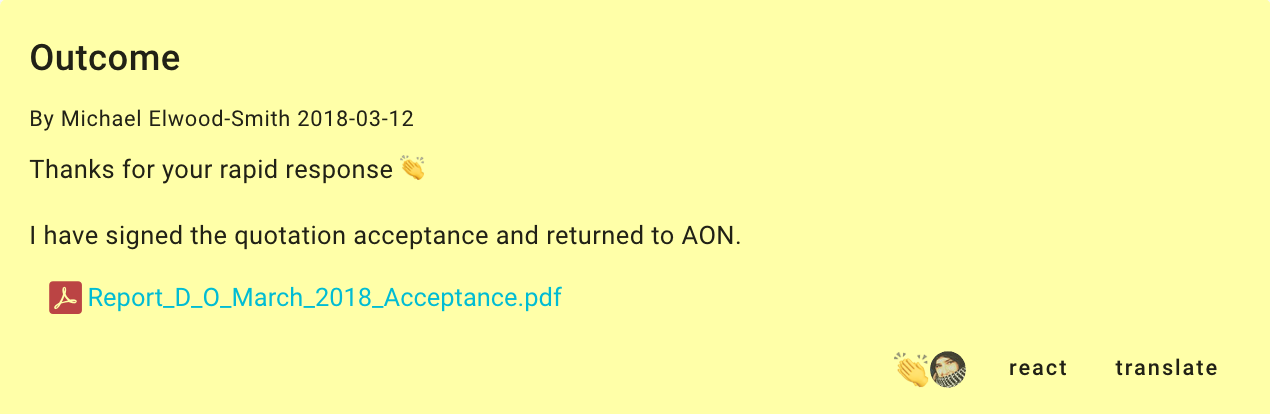 Outcome
By Michael Elwood-Smith 2018-03-12
Thanks for your rapid response 👏
I have signed the quotation acceptance and returned to AON.
Report_D_O_March_2018_Acceptance.pdf
react translate